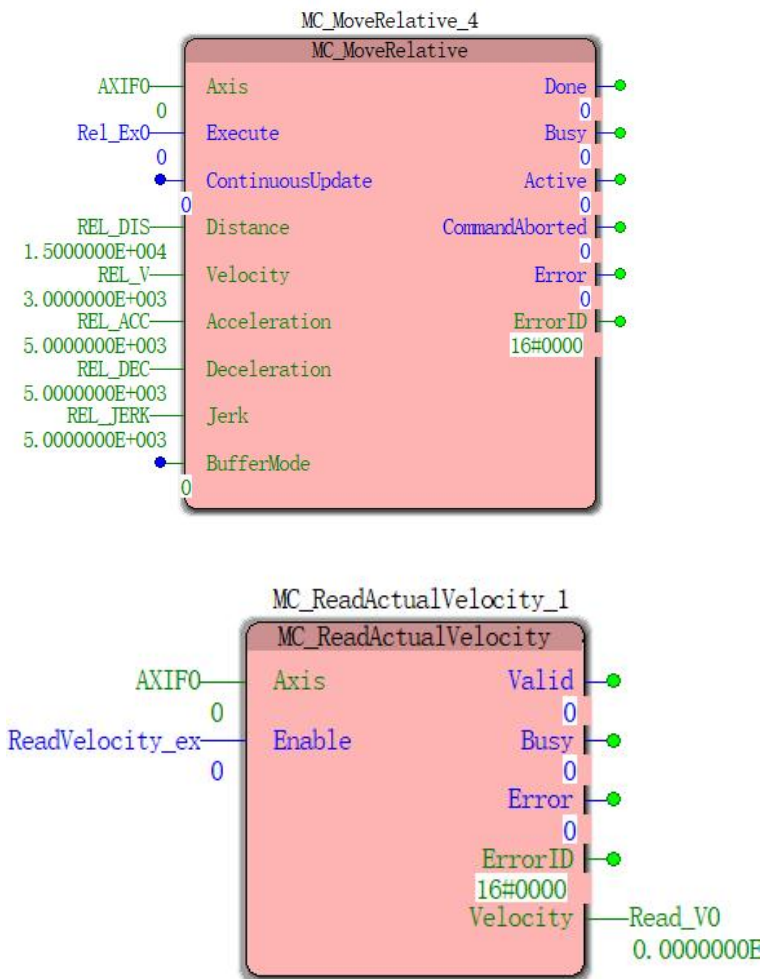 MC_MoveRelative_4
MC_MoveRelative
AXIF0 Axis Done
0 0
Rel_Ex0 Execute Busy
0 0
ContinuousUpdate Active
0 0
REL_DIS Distance CommandAborted
1.5000000E+004 0
REL_V Velocity Error
3.0000000E+003 0
REL_ACC Acceleration ErrorID
5.0000000E+003 16#0000
REL_DEC Deceleration
5.0000000E+003
REL_JERK Jerk
5.0000000E+003
BufferMode
0
MC_ReadActualVelocity_1
MC_ReadActualVelocity
AXIF0 Axis Valid
0 0
ReadVelocity_ex Enable Busy
0 0
Error
0
ErrorID
16#0000
Velocity Read_V0
0.0000000E